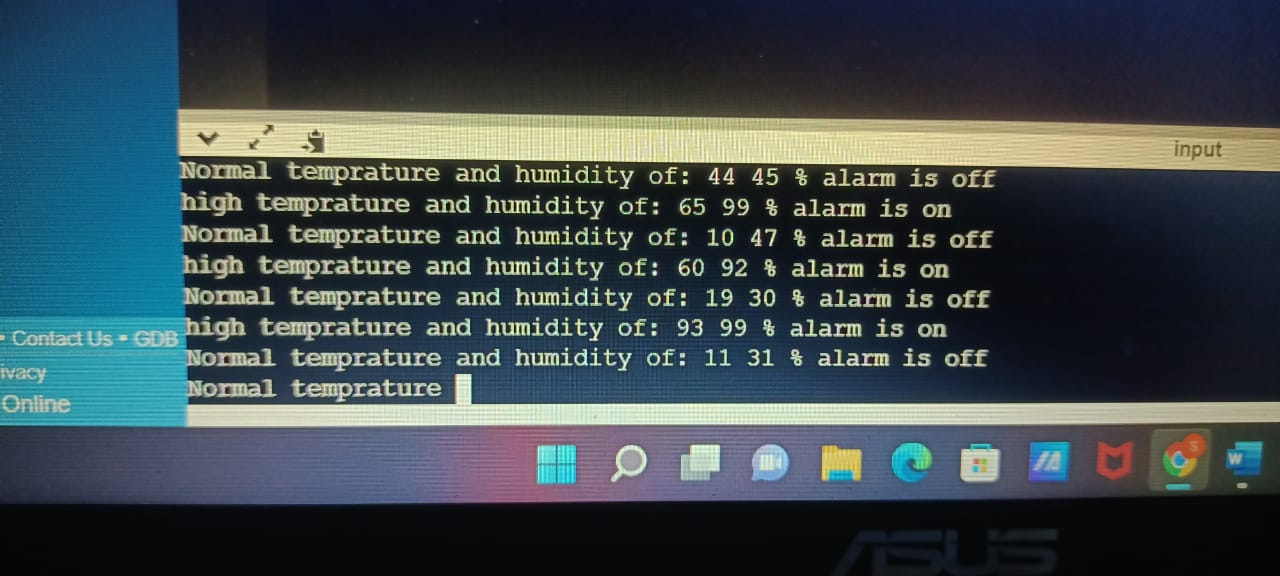 input
Normal temprature and humidity of: 44 45 % alarm is off
high temprature and humidity of: 65 99 % alarm is on
Normal temprature and humidity of: 10 47 % alarm is off
high temprature and humidity of: 60 92 % alarm is on
Normal temprature and humidity of: 19 30 % alarm is off
high temprature and humidity of: 93 99 % alarm is on
Normal temprature and humidity of: 11 31 % alarm is off
Normal temprature
• Contact Us • GDB
ivacy
Online
S
W
ASUS